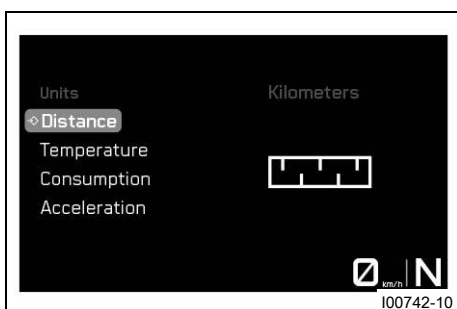 Units
Kilometers
Distance
Temperature
Consumption
Acceleration
0 km/h N
I00742-10